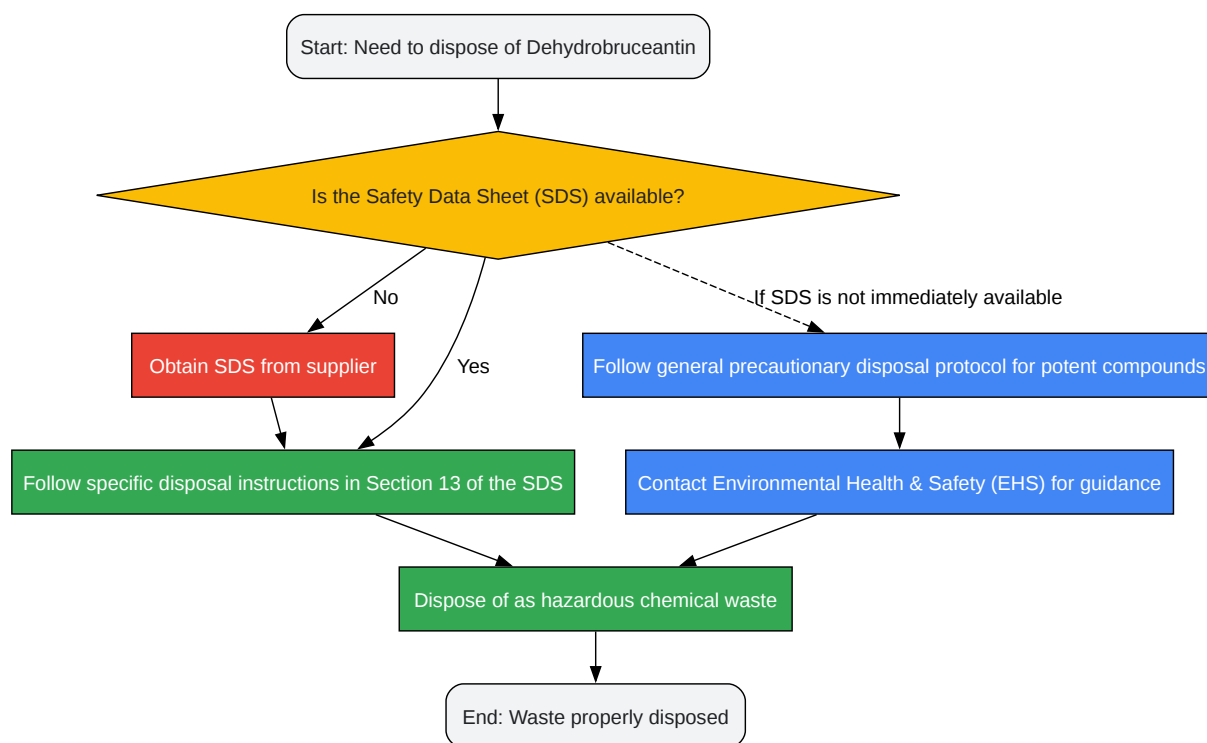 Start: Need to dispose of Dehydrobruceantin
Is the Safety Data Sheet (SDS) available?
No
If SDS is not immediately available
Obtain SDS from supplier
Yes
Follow general precautionary disposal protocol for potent compounds
Follow specific disposal instructions in Section 13 of the SDS
Contact Environmental Health & Safety (EHS) for guidance
Dispose of as hazardous chemical waste
End: Waste properly disposed